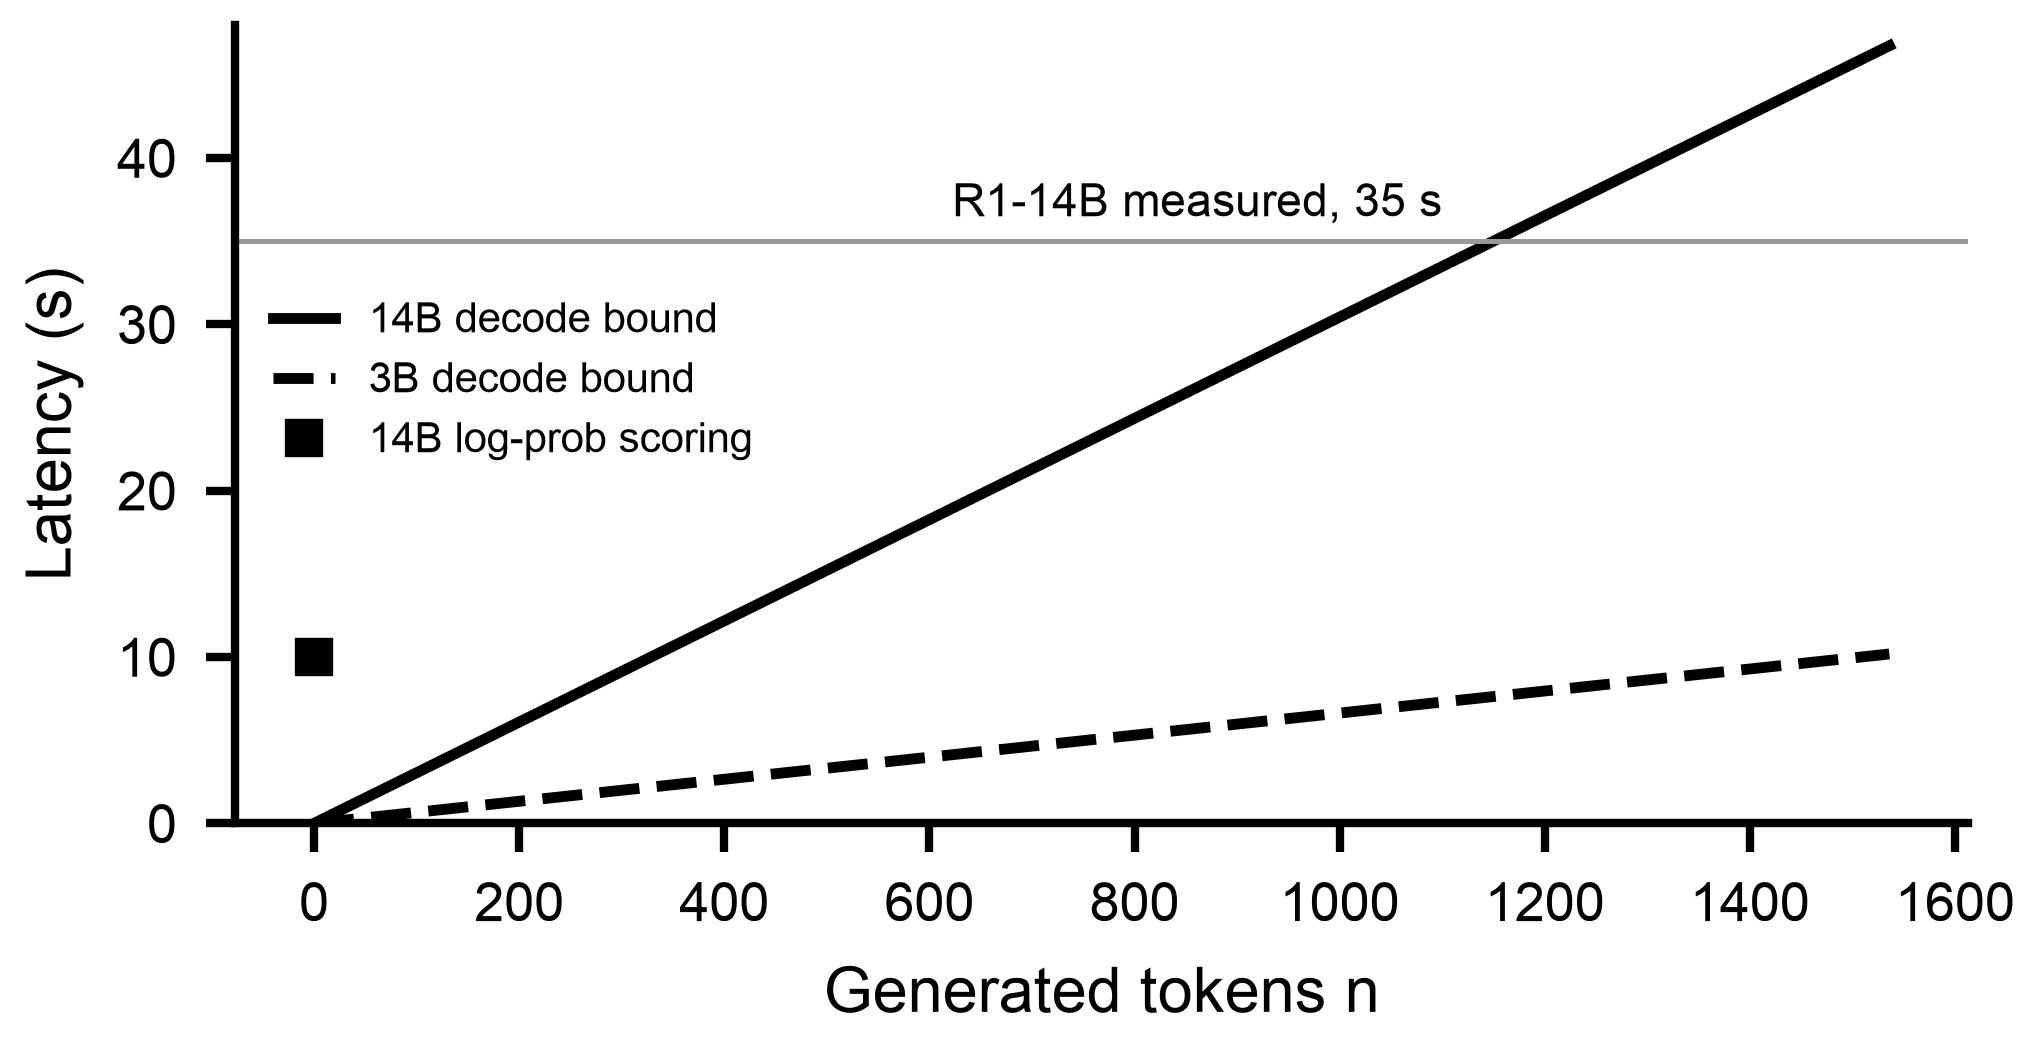 40
R1-14B measured, 35 s
14B decode bound
30
3B decode bound
14B log-prob scoring
20
10
0
Latency (s)
0 200 400 600 800 1000 1200 1400 1600
Generated tokens n